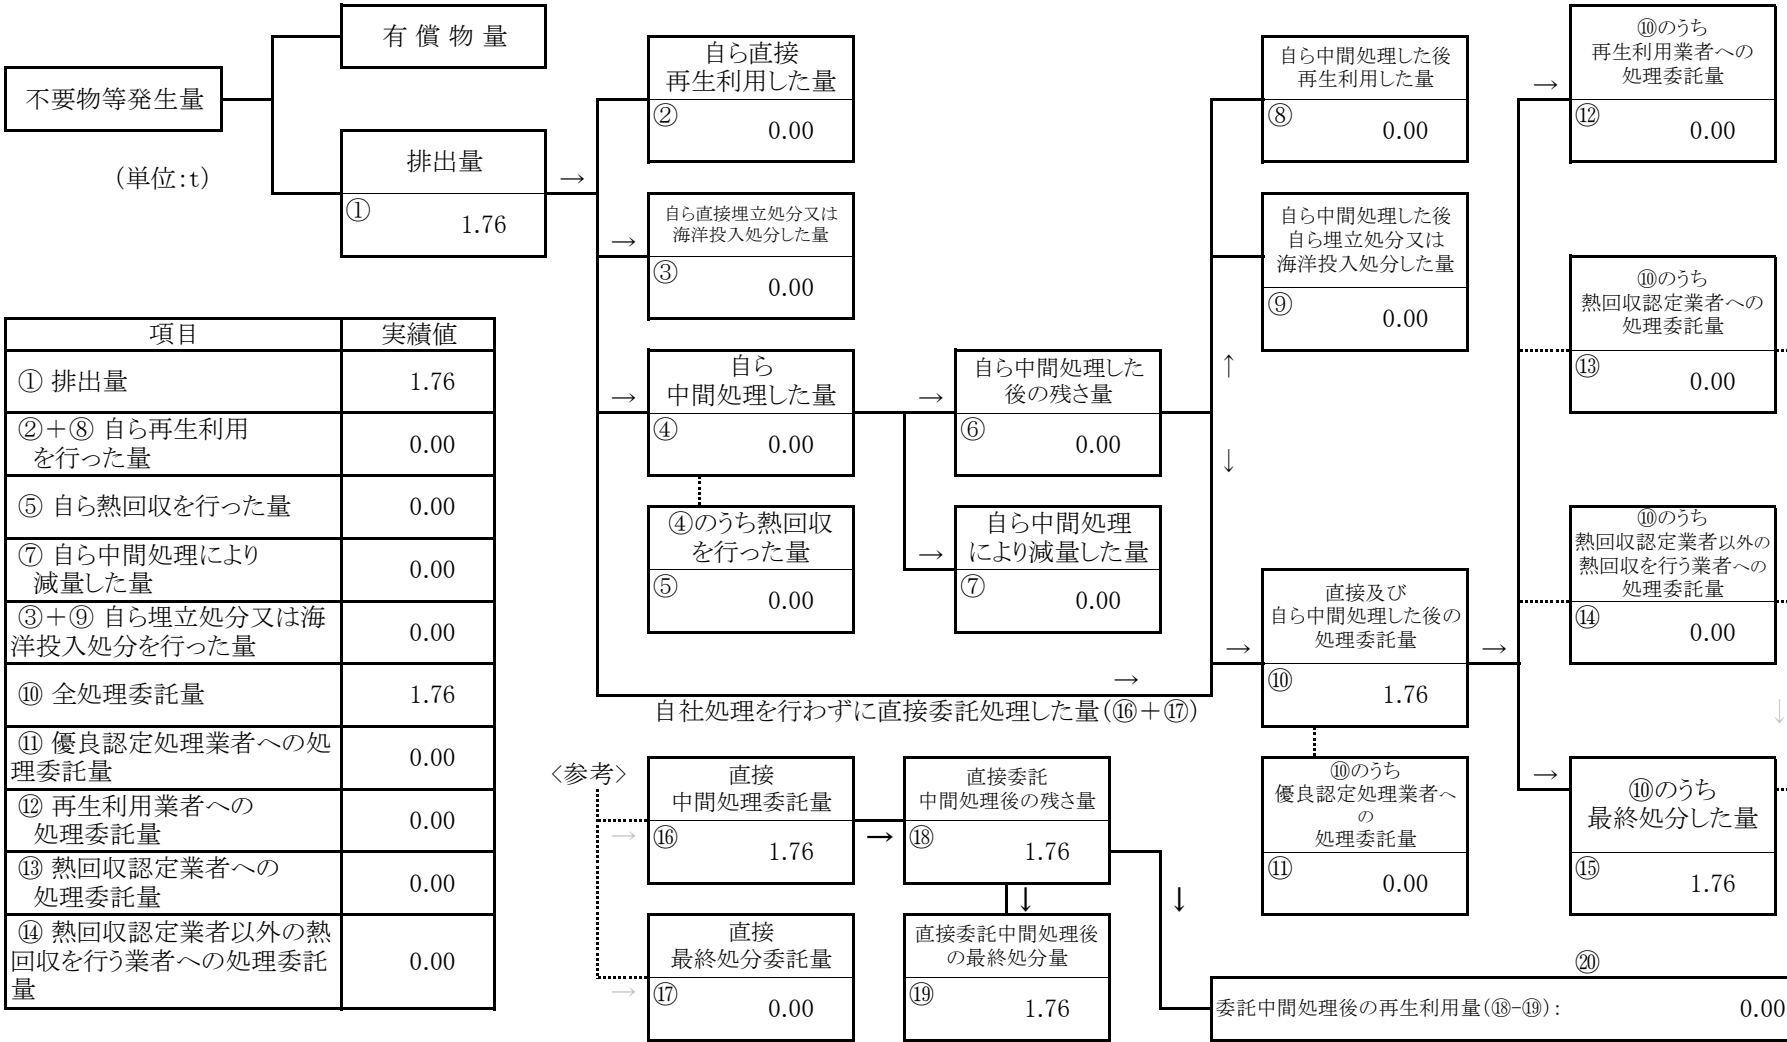 不要物等発生量
(単位:t)
有 償 物 量
排出量
① 1.76
→
自ら直接
再生利用した量
② 0.00
→
自ら直接埋立処分又は
海洋投入処分した量
③ 0.00
→
自ら
中間処理した量
④ 0.00
④のうち熱回収
を行った量
⑤ 0.00
→
自ら中間処理した
後の残さ量
⑥ 0.00
→
自ら中間処理
により減量した量
⑦ 0.00
↑
↓
自ら中間処理した後
再生利用した量
⑧ 0.00
自ら中間処理した後
自ら埋立処分又は
海洋投入処分した量
⑨ 0.00
→
自社処理を行わずに直接委託処理した量(⑯+⑰)
→
直接及び
自ら中間処理した後の
処理委託量
⑩ 1.76
⑩のうち
優良認定処理業者へ
の
処理委託量
⑪ 0.00
→
→
⑩のうち
再生利用業者への
処理委託量
⑫ 0.00
⑩のうち
熱回収認定業者への
処理委託量
⑬ 0.00
⑩のうち
熱回収認定業者以外の
熱回収を行う業者への
処理委託量
⑭ 0.00
↓
→
⑩のうち
最終処分した量
⑮ 1.76
項目 実績値
① 排出量 1.76
②+⑧ 自ら再生利用
を行った量 0.00
⑤ 自ら熱回収を行った量 0.00
⑦ 自ら中間処理により
減量した量 0.00
③+⑨ 自ら埋立処分又は海
洋投入処分を行った量 0.00
⑩ 全処理委託量 1.76
⑪ 優良認定処理業者への処
理委託量 0.00
⑫ 再生利用業者への
処理委託量 0.00
⑬ 熱回収認定業者への
処理委託量 0.00
⑭ 熱回収認定業者以外の熱
回収を行う業者への処理委託
量 0.00
<参考>
→
直接
中間処理委託量
⑯ 1.76
→
直接委託
中間処理後の残さ量
⑱ 1.76
↓
↓
→
直接
最終処分委託量
⑰ 0.00
直接委託中間処理後
の最終処分量
⑲ 1.76
⑳
委託中間処理後の再生利用量(⑱-⑲): 0.00